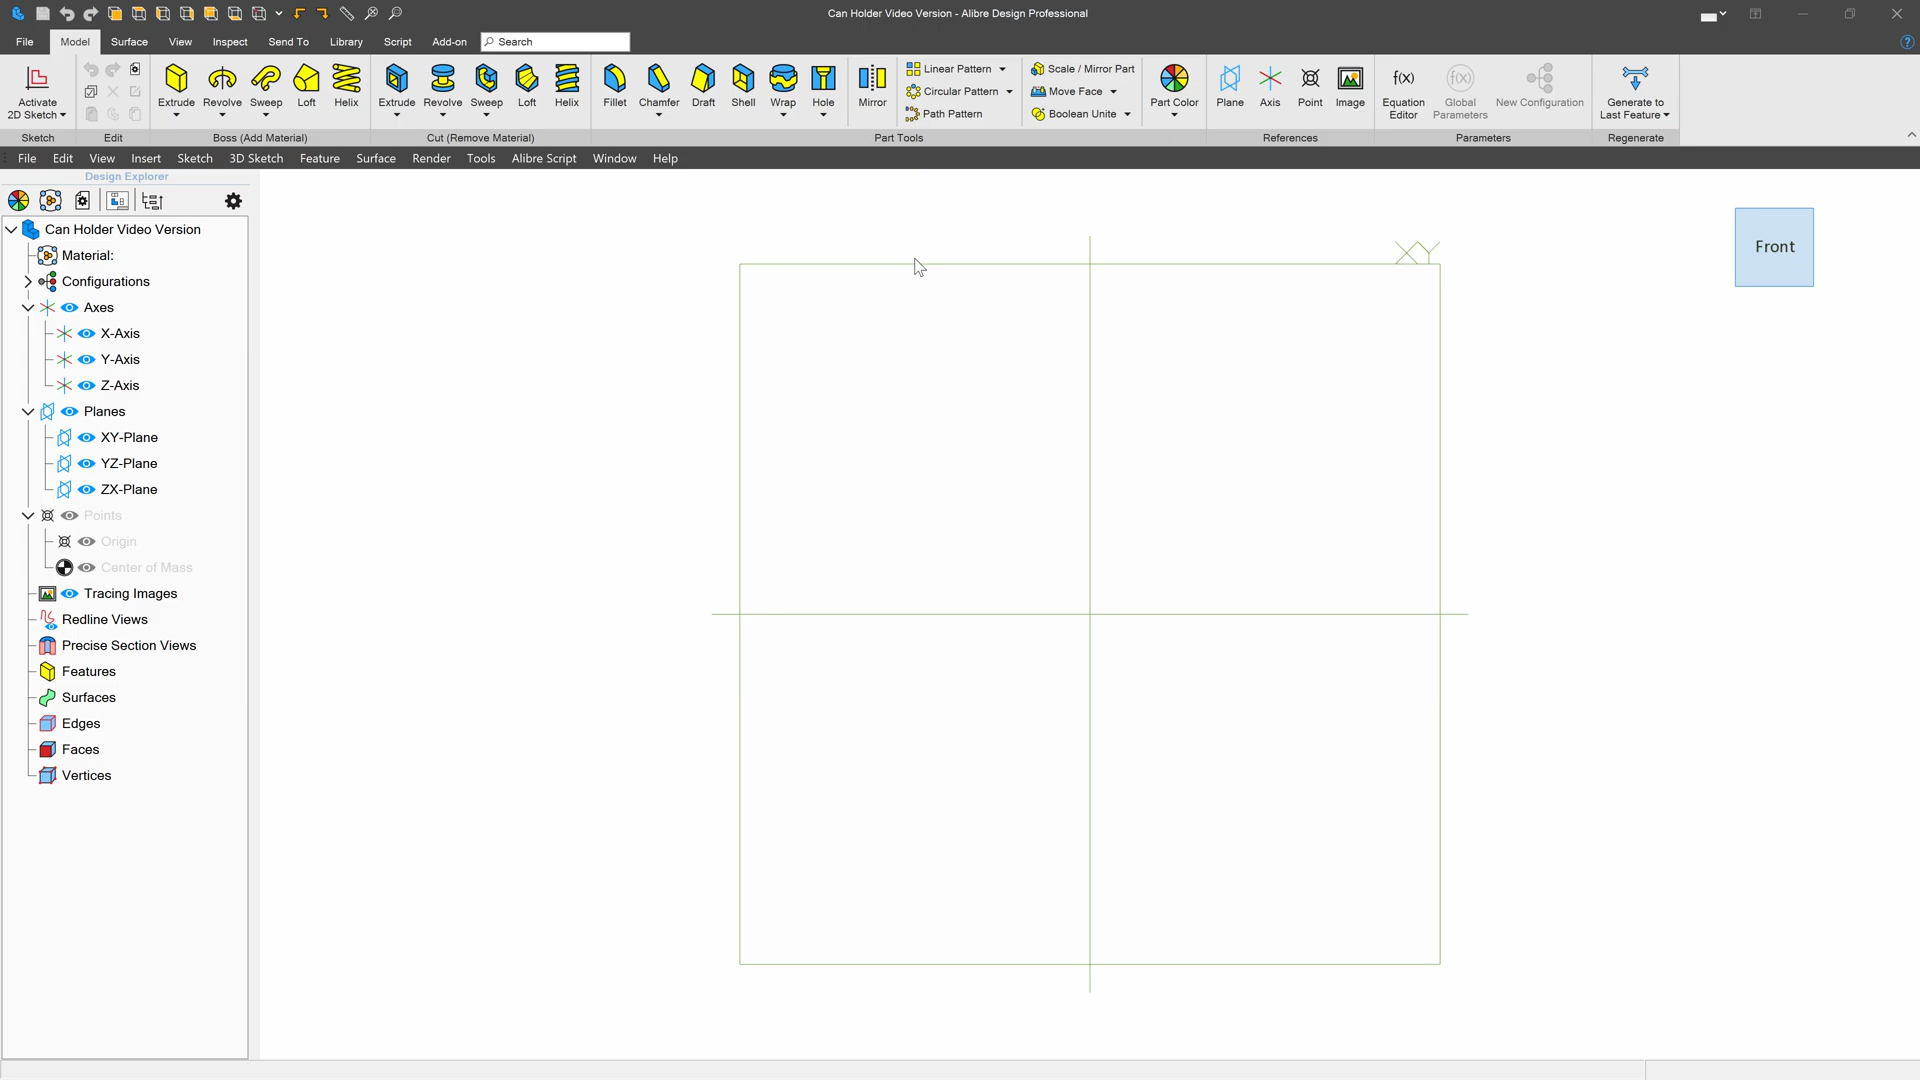 Can Holder Video Version - Alibre Design Professional
File Model Surface View Inspect Send To Library Script Add-on Search
Activate 2D Sketch
Extrude Revolve Sweep Loft Helix
Extrude Revolve Sweep Loft Helix
Fillet Chamfer Draft Shell Wrap Hole
Mirror
Linear Pattern
Circular Pattern
Path Pattern
Scale / Mirror Part
Move Face
Boolean Unite
Part Color
Plane Axis Point Image
f(x) Equation Editor
f(x) Global Parameters
New Configuration
Generate to Last Feature
Sketch Edit Boss (Add Material) Cut (Remove Material) Part Tools References Parameters Regenerate
File Edit View Insert Sketch 3D Sketch Feature Surface Render Tools Alibre Script Window Help
Design Explorer
Can Holder Video Version
Material:
Configurations
Axes
X-Axis
Y-Axis
Z-Axis
Planes
XY-Plane
YZ-Plane
ZX-Plane
Points
Origin
Center of Mass
Tracing Images
Redline Views
Precise Section Views
Features
Surfaces
Edges
Faces
Vertices
XY
Front